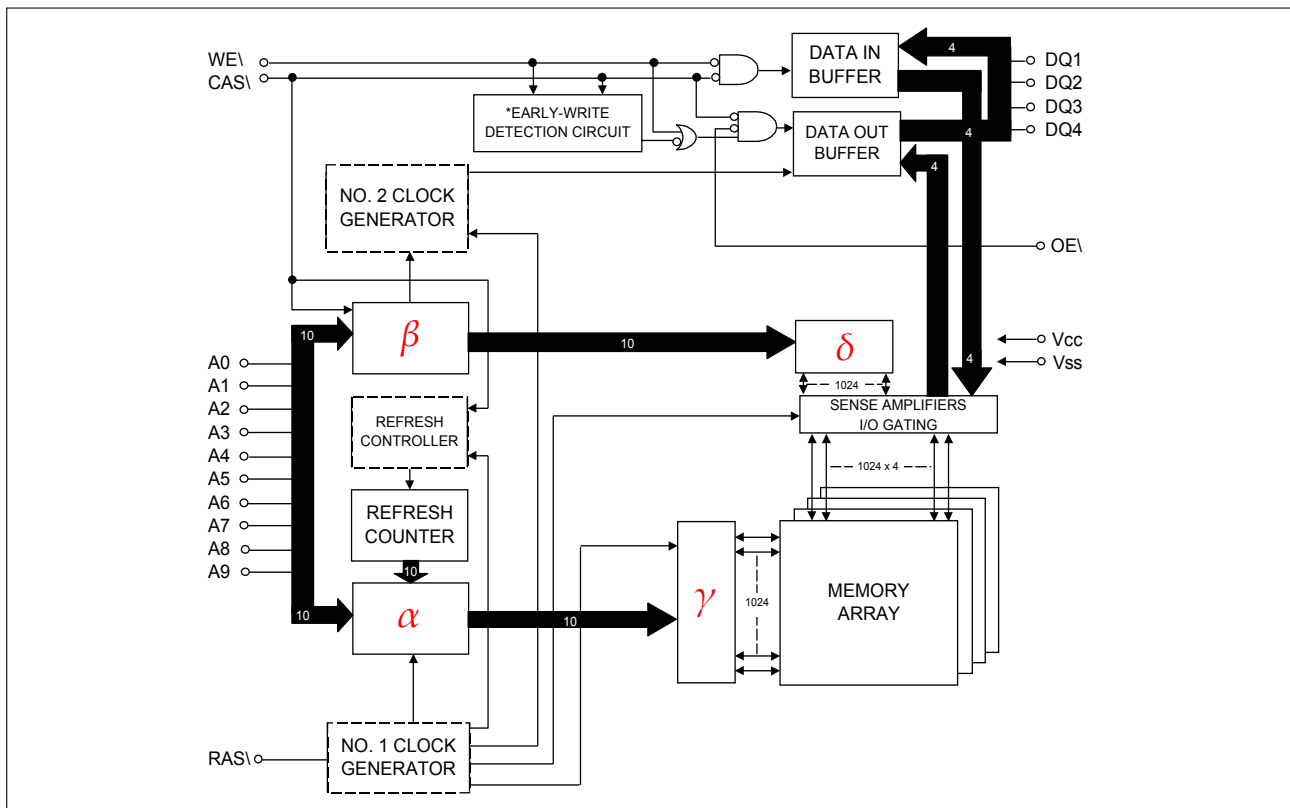 WE\
CAS\
*EARLY-WRITE
DETECTION CIRCUIT
DATA IN
BUFFER
DATA OUT
BUFFER
4
4
4
4
DQ1
DQ2
DQ3
DQ4
NO. 2 CLOCK
GENERATOR
OE\
10
β
10
δ
Vcc
Vss
1024
SENSE AMPLIFIERS
I/O GATING
1024 x 4
A0
A1
A2
A3
A4
A5
A6
A7
A8
A9
REFRESH
CONTROLLER
REFRESH
COUNTER
10
10
α
10
γ
1024
MEMORY
ARRAY
RAS\
NO. 1 CLOCK
GENERATOR